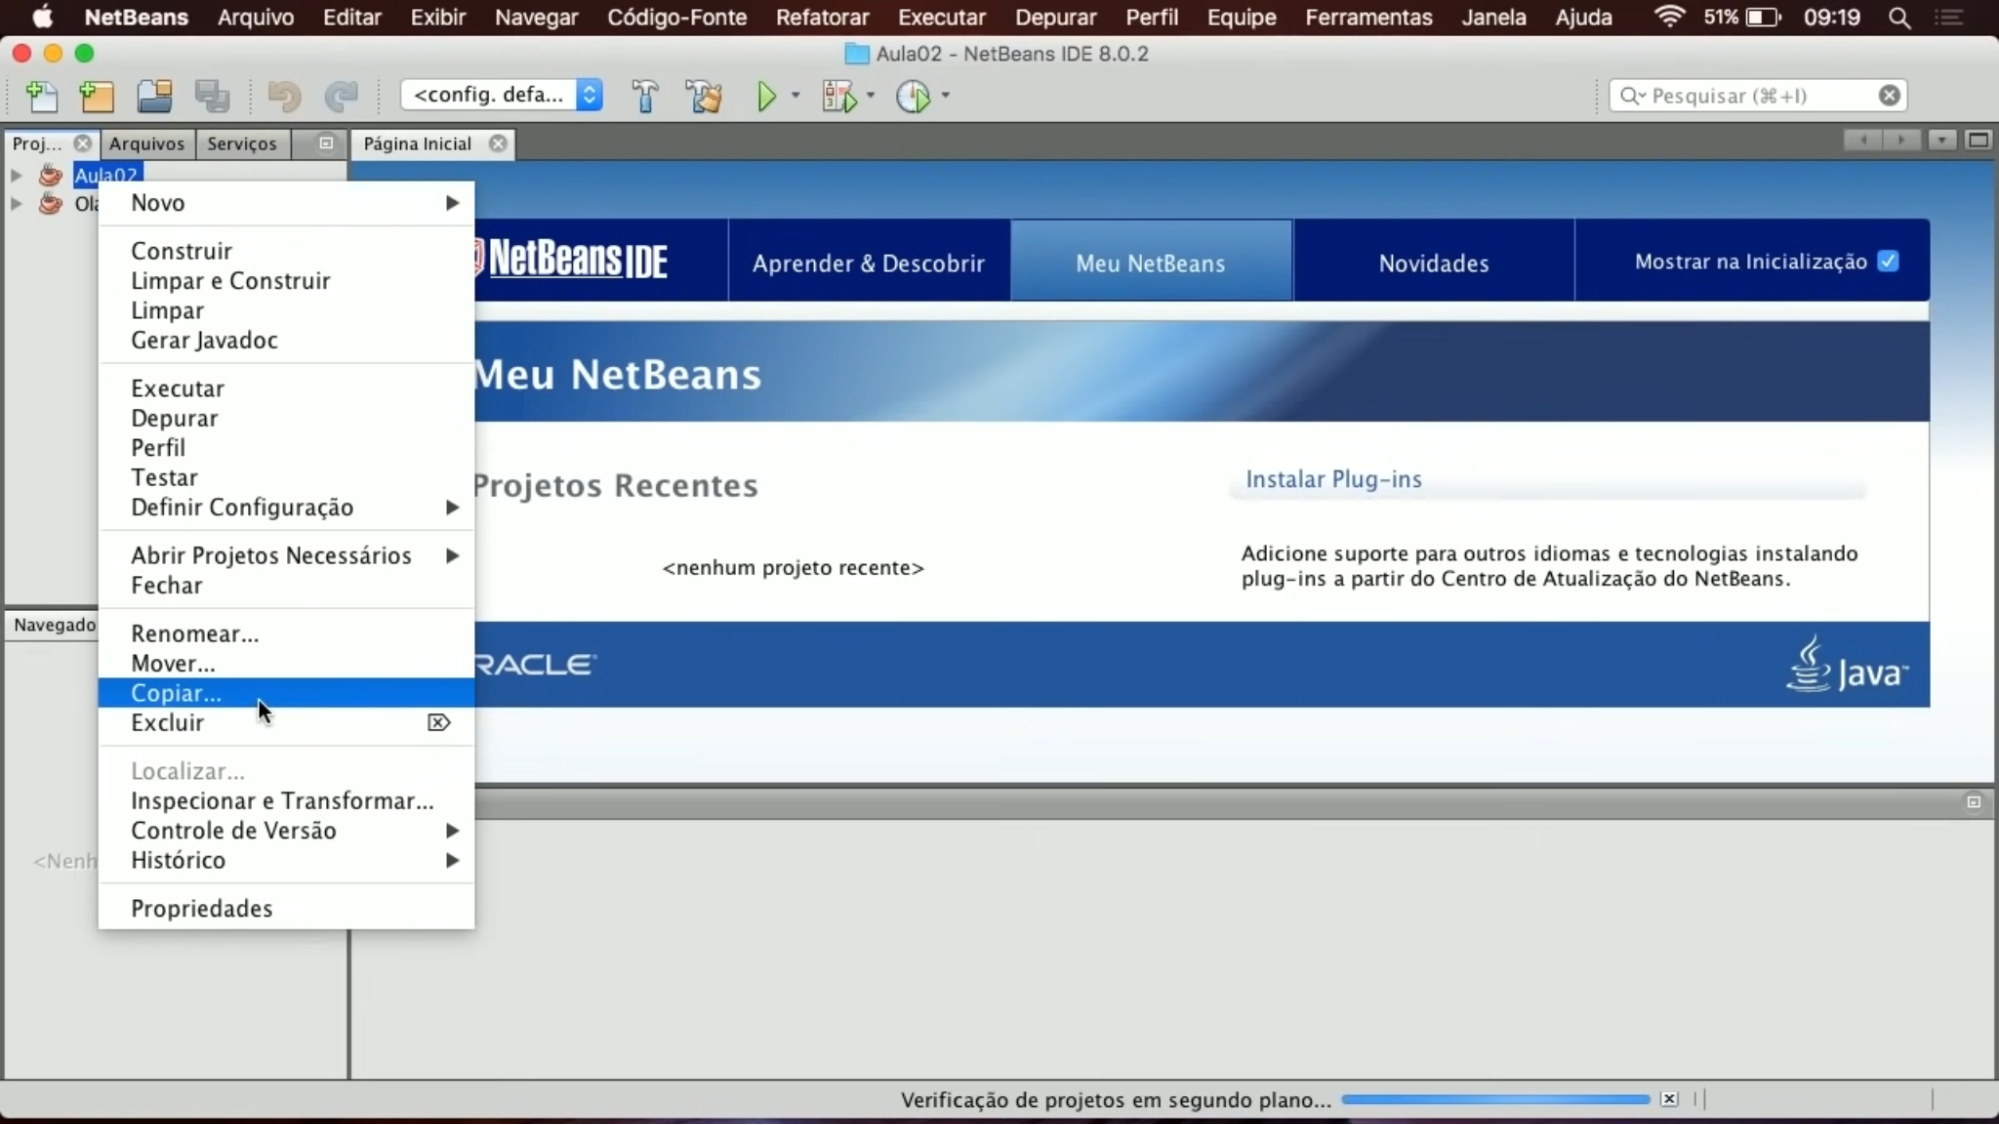 NetBeans Arquivo Editar Exibir Navegar Código-Fonte Refatorar Executar Depurar Perfil Equipe Ferramentas Janela Ajuda 51% 09:19
Aula02 - NetBeans IDE 8.0.2
<config. defa...
Pesquisar (⌘+I)
Proj... Arquivos Serviços Página Inicial
Aula02
Novo
Construir
Limpar e Construir
Limpar
Gerar Javadoc
Executar
Depurar
Perfil
Testar
Definir Configuração
Abrir Projetos Necessários
Fechar
Renomear...
Mover...
Copiar...
Excluir
Localizar...
Inspecionar e Transformar...
Controle de Versão
Histórico
Propriedades
NetBeans IDE
Aprender & Descobrir
Meu NetBeans
Novidades
Mostrar na Inicialização
Meu NetBeans
Projetos Recentes
<nenhum projeto recente>
Instalar Plug-ins
Adicione suporte para outros idiomas e tecnologias instalando
plug-ins a partir do Centro de Atualização do NetBeans.
RACLE
Java
Navegado
<Nenh
Verificação de projetos em segundo plano...